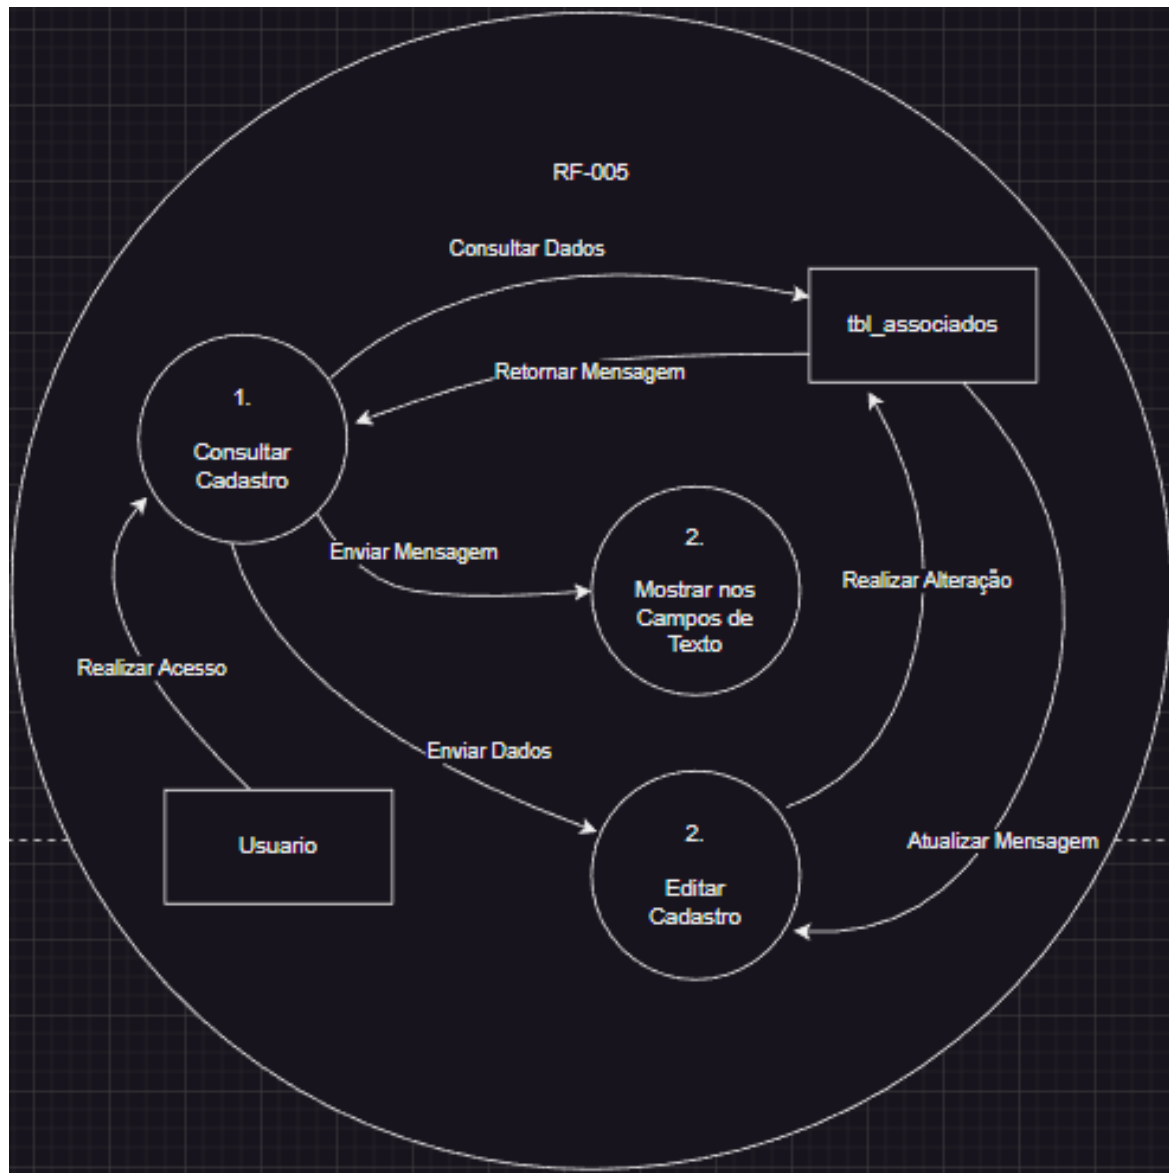 RF-005
Consultar Dados
tbl_associados
Retornar Mensagem
1.
Consultar
Cadastro
Enviar Mensagem
2.
Mostrar nos
Campos de
Texto
Realizar Alteração
Realizar Acesso
Enviar Dados
Usuario
2.
Editar
Cadastro
Atualizar Mensagem